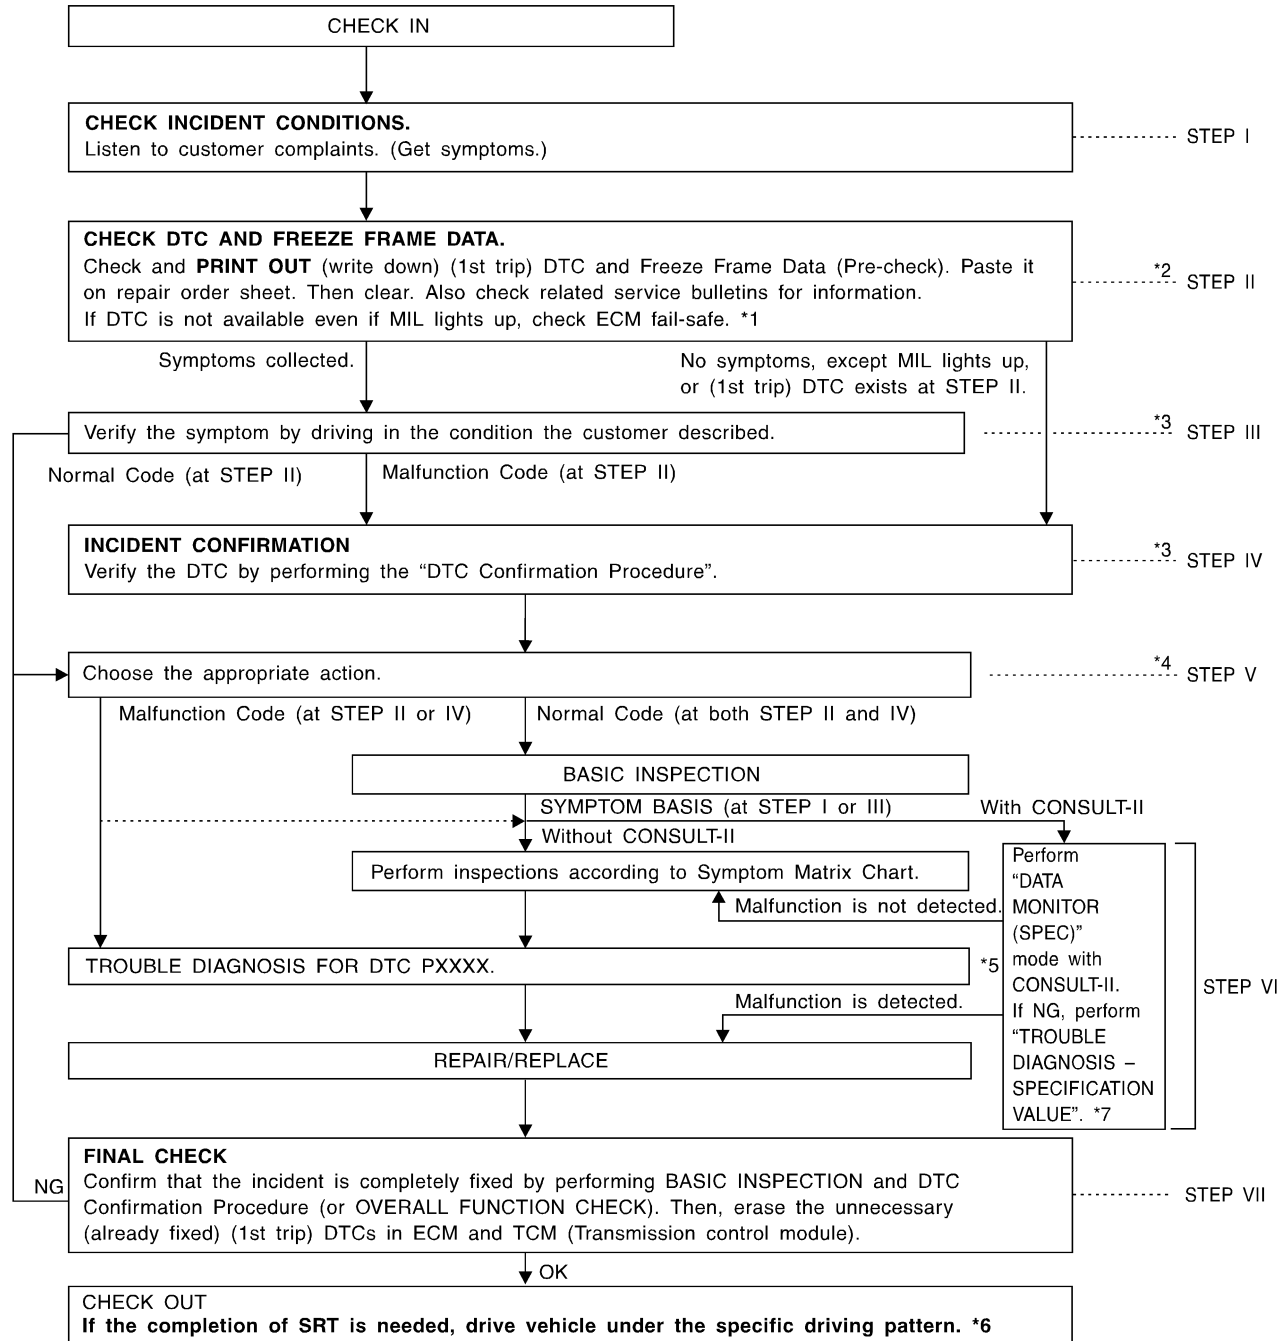 CHECK IN
CHECK INCIDENT CONDITIONS.
Listen to customer complaints. (Get symptoms.)
STEP I
CHECK DTC AND FREEZE FRAME DATA.
Check and PRINT OUT (write down) (1st trip) DTC and Freeze Frame Data (Pre-check). Paste it
on repair order sheet. Then clear. Also check related service bulletins for information.
If DTC is not available even if MIL lights up, check ECM fail-safe. *1
*2
STEP II
Symptoms collected.
No symptoms, except MIL lights up,
or (1st trip) DTC exists at STEP II.
Verify the symptom by driving in the condition the customer described.
*3
STEP III
Normal Code (at STEP II)
Malfunction Code (at STEP II)
INCIDENT CONFIRMATION
Verify the DTC by performing the “DTC Confirmation Procedure”.
*3
STEP IV
Choose the appropriate action.
*4
STEP V
Malfunction Code (at STEP II or IV)
Normal Code (at both STEP II and IV)
BASIC INSPECTION
SYMPTOM BASIS (at STEP I or III)
With CONSULT-II
Without CONSULT-II
Perform inspections according to Symptom Matrix Chart.
Malfunction is not detected.
TROUBLE DIAGNOSIS FOR DTC PXXXX.
*5
Malfunction is detected.
REPAIR/REPLACE
Perform
“DATA
MONITOR
(SPEC)”
mode with
CONSULT-II.
If NG, perform
“TROUBLE
DIAGNOSIS –
SPECIFICATION
VALUE”. *7
STEP VI
FINAL CHECK
Confirm that the incident is completely fixed by performing BASIC INSPECTION and DTC
Confirmation Procedure (or OVERALL FUNCTION CHECK). Then, erase the unnecessary
(already fixed) (1st trip) DTCs in ECM and TCM (Transmission control module).
NG
STEP VII
OK
CHECK OUT
If the completion of SRT is needed, drive vehicle under the specific driving pattern. *6